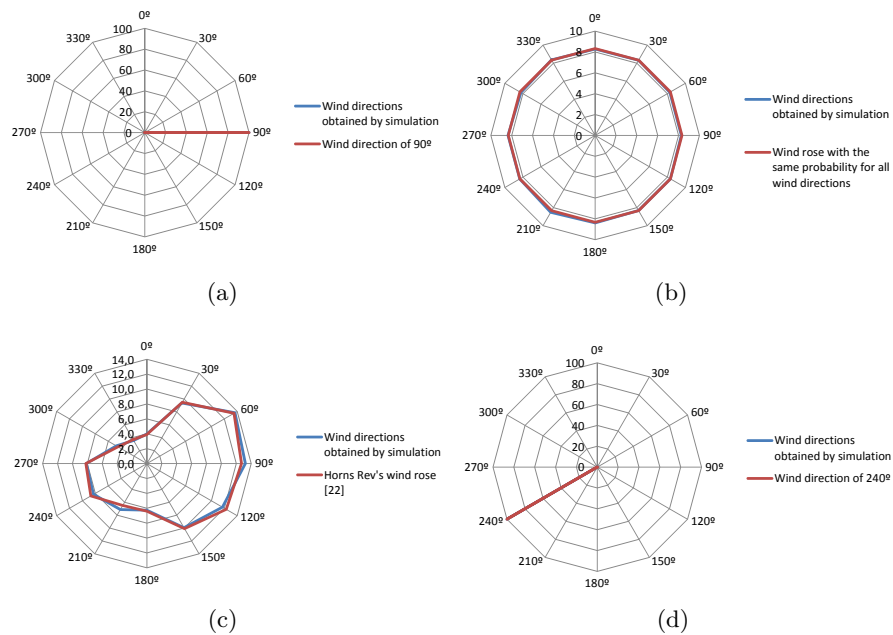 0º
30º
60º
90º
120º
150º
180º
210º
240º
270º
300º
330º
100
80
60
40
20
0
Wind directions
obtained by simulation
Wind direction of 90º
(a)
0º
30º
60º
90º
120º
150º
180º
210º
240º
270º
300º
330º
10
8
6
4
2
0
Wind directions
obtained by simulation
Wind rose with the
same probability for all
wind directions
(b)
0º
30º
60º
90º
120º
150º
180º
210º
240º
270º
300º
330º
14,0
12,0
10,0
8,0
6,0
4,0
2,0
0,0
Wind directions
obtained by simulation
Horns Rev's wind rose
[22]
(c)
0º
30º
60º
90º
120º
150º
180º
210º
240º
270º
300º
330º
100
80
60
40
20
0
Wind directions
obtained by simulation
Wind direction of 240º
(d)